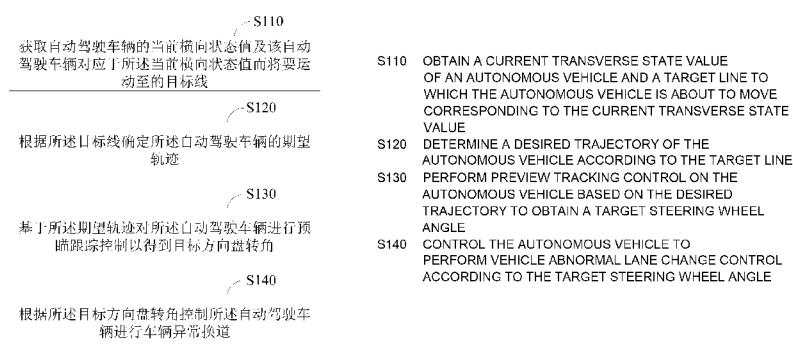 S110
获取自动驾驶车辆的当前横向状态值及该自动
驾驶车辆对应于所述当前横向状态值而将要运
动至的目标线
S120
根据所述目标线确定所述自动驾驶车辆的期望
轨迹
S130
基于所述期望轨迹对所述自动驾驶车辆进行预
瞄跟踪控制以得到目标方向盘转角
S140
根据所述目标方向盘转角控制所述自动驾驶车
辆进行车辆异常换道
S110 OBTAIN A CURRENT TRANSVERSE STATE VALUE
OF AN AUTONOMOUS VEHICLE AND A TARGET LINE TO
WHICH THE AUTONOMOUS VEHICLE IS ABOUT TO MOVE
CORRESPONDING TO THE CURRENT TRANSVERSE STATE
VALUE
S120 DETERMINE A DESIRED TRAJECTORY OF THE
AUTONOMOUS VEHICLE ACCORDING TO THE TARGET LINE
S130 PERFORM PREVIEW TRACKING CONTROL ON THE
AUTONOMOUS VEHICLE BASED ON THE DESIRED
TRAJECTORY TO OBTAIN A TARGET STEERING WHEEL
ANGLE
S140 CONTROL THE AUTONOMOUS VEHICLE TO
PERFORM VEHICLE ABNORMAL LANE CHANGE CONTROL
ACCORDING TO THE TARGET STEERING WHEEL ANGLE